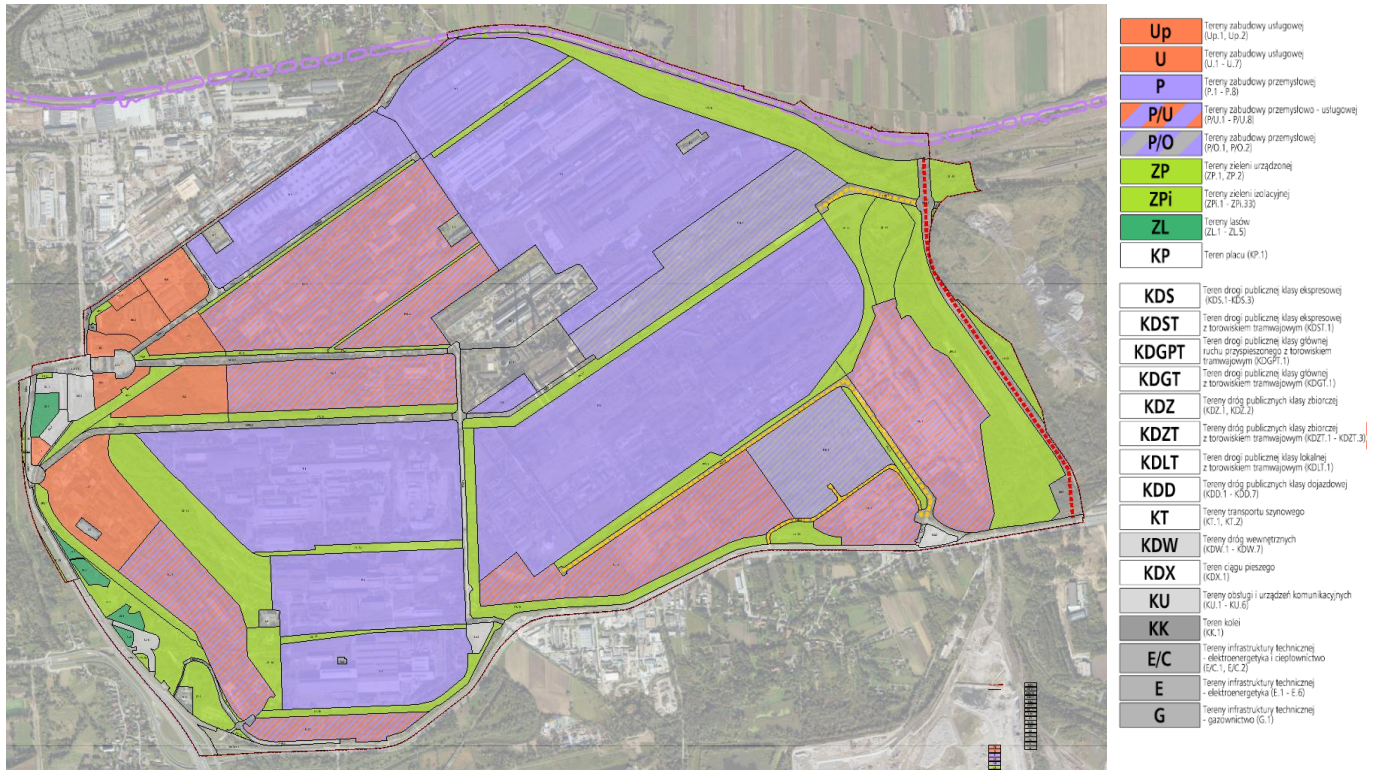 Up
Tereny zabudowy usługowej
(Up.1, Up.2)
U
Tereny zabudowy usługowej
(U.1 - U.7)
P
Tereny zabudowy przemysłowej
(P.1 - P.8)
P/U
Tereny zabudowy przemysłowo - usługowej
(P/U.1 - P/U.8)
P/O
Tereny zabudowy przemysłowej
(P/O.1, P/O.2)
ZP
Tereny zieleni urządzonej
(ZP.1, ZP.2)
ZPi
Tereny zieleni izolacyjnej
(ZPi.1 - ZPi.33)
ZL
Tereny lasów
(ZL.1 - ZL.5)
KP
Teren placu (KP.1)
KDS
Teren drogi publicznej klasy ekspresowej
(KDS.1-KDS.3)
KDST
Teren drogi publicznej klasy ekspresowej
z torowiskiem tramwajowym (KDST.1)
KDGPT
Teren drogi publicznej klasy głównej
ruchu przyspieszonego z torowiskiem
tramwajowym (KDGPT.1)
KDGT
Teren drogi publicznej klasy głównej
z torowiskiem tramwajowym (KDGT.1)
KDZ
Tereny dróg publicznych klasy zbiorczej
(KDZ.1, KDZ.2)
KDZT
Tereny dróg publicznych klasy zbiorczej
z torowiskiem tramwajowym (KDZT.1 - KDZT.3)
KDLT
Teren drogi publicznej klasy lokalnej
z torowiskiem tramwajowym (KDLT.1)
KDD
Tereny dróg publicznych klasy dojazdowej
(KDD.1 - KDD.7)
KT
Tereny transportu szynowego
(KT.1, KT.2)
KDW
Tereny dróg wewnętrznych
(KDW.1 - KDW.7)
KDX
Teren ciągu pieszego
(KDX.1)
KU
Tereny obsługi i urządzeń komunikacyjnych
(KU.1 - KU.6)
KK
Teren kolei
(KK.1)
E/C
Tereny infrastruktury technicznej
- elektroenergetyka i ciepłownictwo
(E/C.1, E/C.2)
E
Tereny infrastruktury technicznej
- elektroenergetyka (E.1 - E.6)
G
Tereny infrastruktury technicznej
- gazownictwo (G.1)